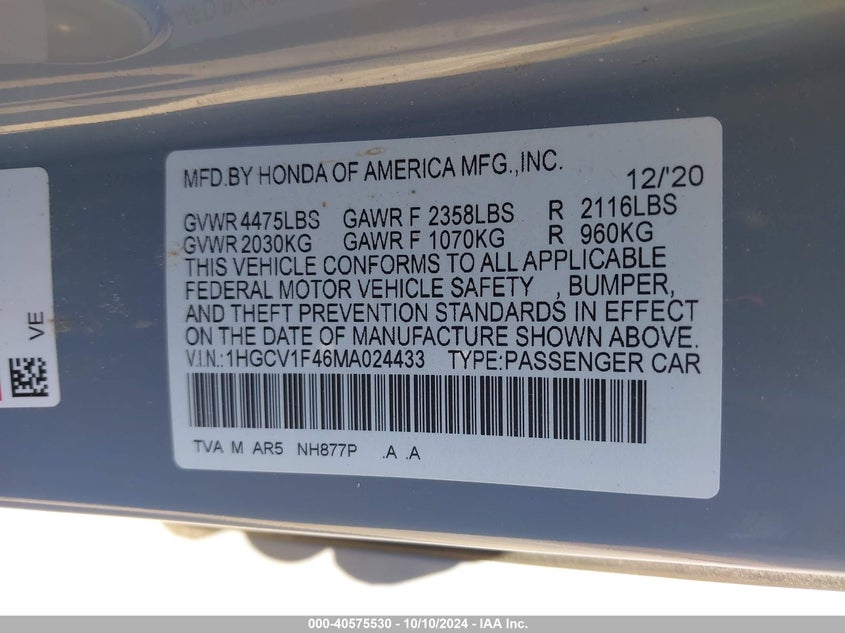 MFD.BY HONDA OF AMERICA MFG.,INC. 12/'20
GVWR 4475LBS GAWR F 2358LBS R 2116LBS
GVWR 2030KG GAWR F 1070KG R 960KG
THIS VEHICLE CONFORMS TO ALL APPLICABLE
FEDERAL MOTOR VEHICLE SAFETY , BUMPER,
AND THEFT PREVENTION STANDARDS IN EFFECT
ON THE DATE OF MANUFACTURE SHOWN ABOVE.
V.I.N.:1HGCV1F46MA024433 TYPE:PASSENGER CAR
TVA M AR5 NH877P .A .A
VE
000-40575530 - 10/10/2024 - IAA Inc.